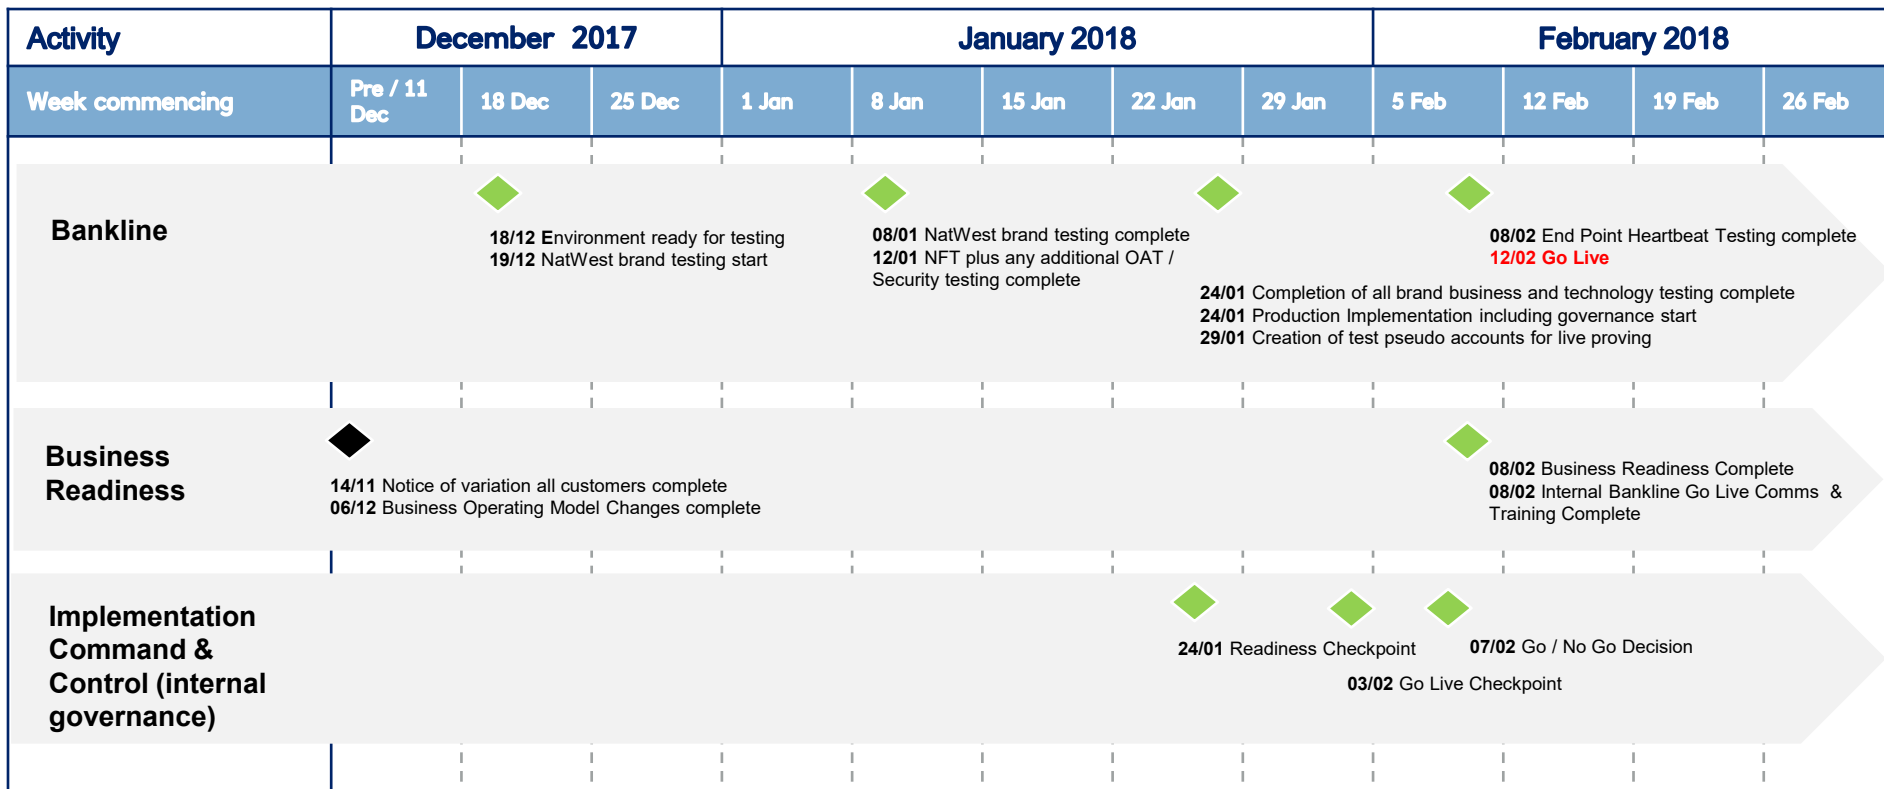 Activity
December 2017
January 2018
February 2018
Week commencing
Pre / 11
Dec
18 Dec
25 Dec
1 Jan
8 Jan
15 Jan
22 Jan
29 Jan
5 Feb
12 Feb
19 Feb
26 Feb
Bankline
18/12 Environment ready for testing
19/12 NatWest brand testing start
08/01 NatWest brand testing complete
12/01 NFT plus any additional OAT /
Security testing complete
24/01 Completion of all brand business and technology testing complete
24/01 Production Implementation including governance start
29/01 Creation of test pseudo accounts for live proving
08/02 End Point Heartbeat Testing complete
12/02 Go Live
Business
Readiness
14/11 Notice of variation all customers complete
06/12 Business Operating Model Changes complete
08/02 Business Readiness Complete
08/02 Internal Bankline Go Live Comms &
Training Complete
Implementation
Command &
Control (internal
governance)
24/01 Readiness Checkpoint
03/02 Go Live Checkpoint
07/02 Go / No Go Decision